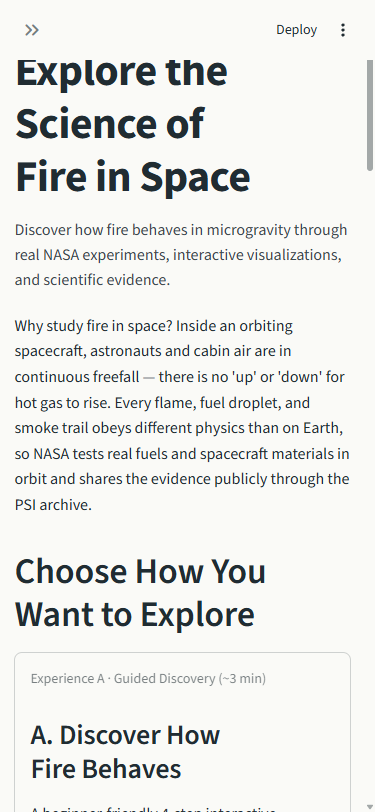 Deploy
Explore the
Science of
Fire in Space
Discover how fire behaves in microgravity through
real NASA experiments, interactive visualizations,
and scientific evidence.
Why study fire in space? Inside an orbiting
spacecraft, astronauts and cabin air are in
continuous freefall — there is no 'up' or 'down' for
hot gas to rise. Every flame, fuel droplet, and
smoke trail obeys different physics than on Earth,
so NASA tests real fuels and spacecraft materials in
orbit and shares the evidence publicly through the
PSI archive.
Choose How You
Want to Explore
Experience A · Guided Discovery (~3 min)
A. Discover How
Fire Behaves
A beginner-friendly 4-step interactive